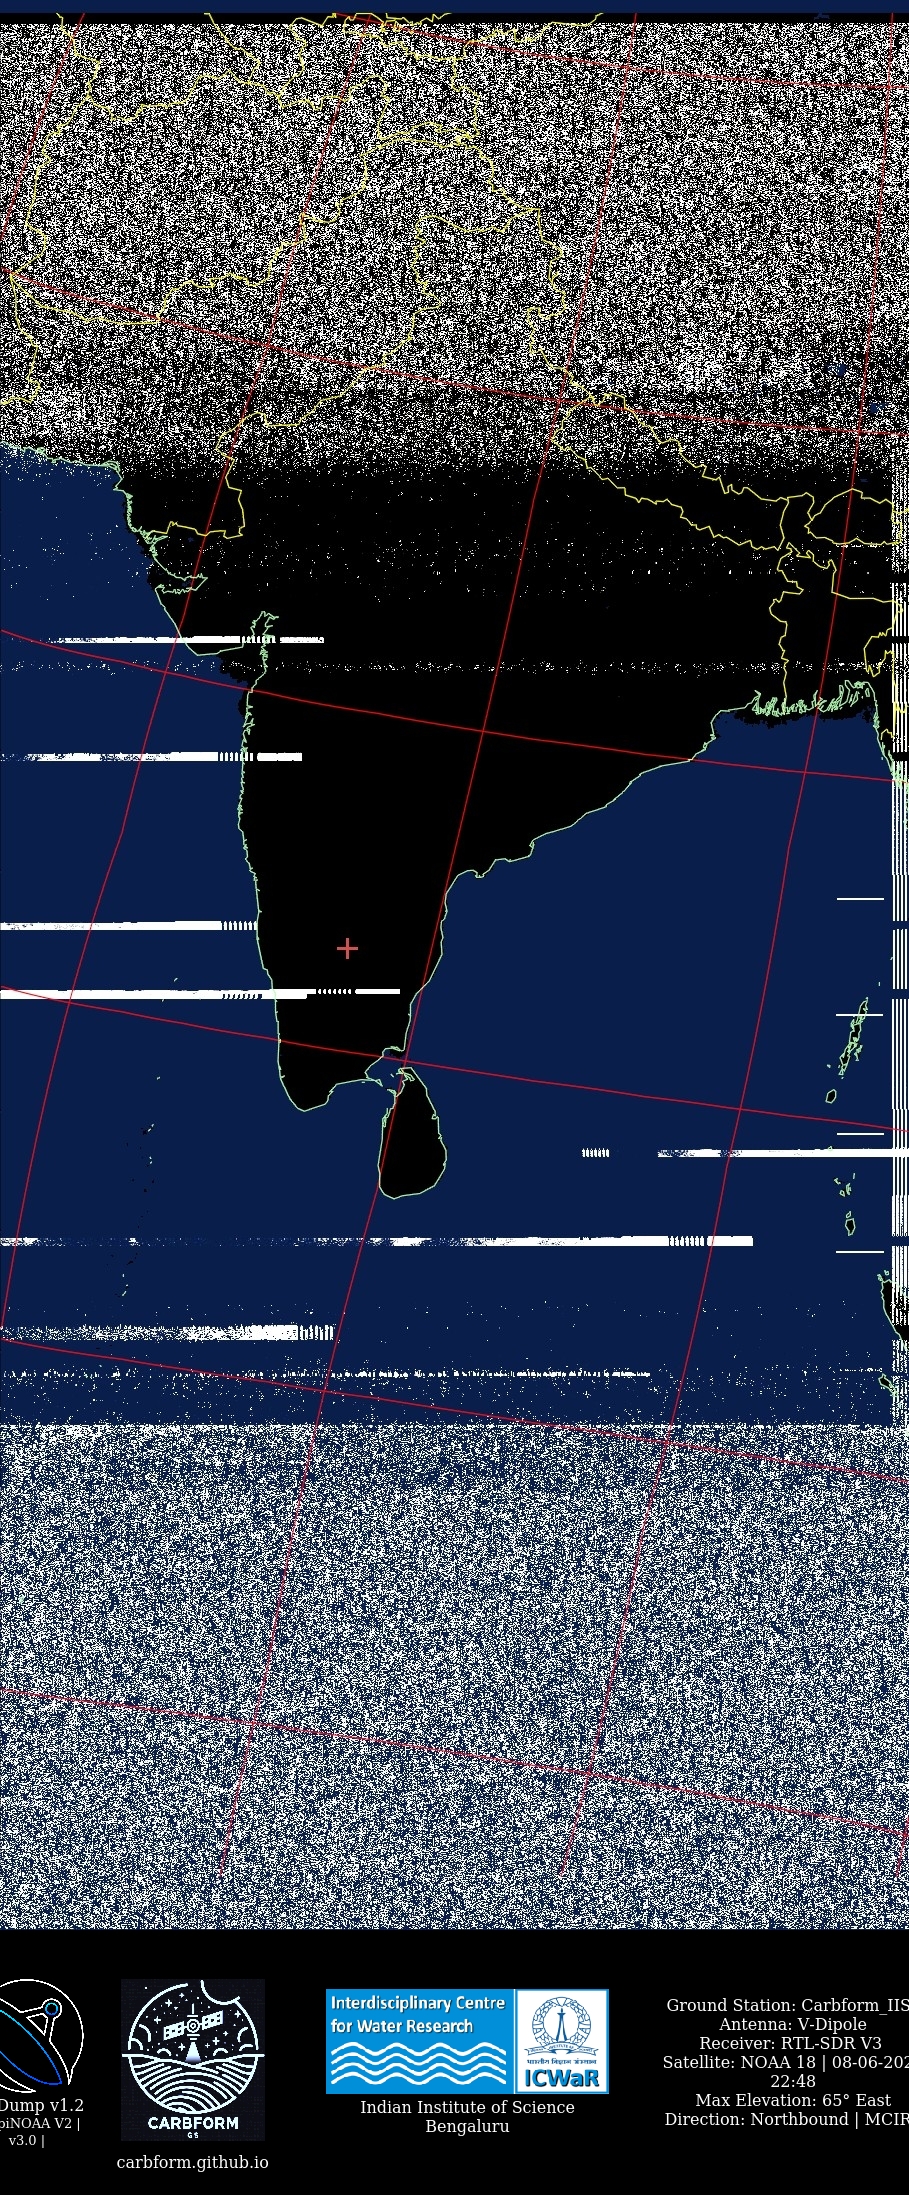 Dump v1.2
piNOAA V2 |
v3.0 |
CARBFORM
GS
carbform.github.io
Interdisciplinary Centre
for Water Research
भारतीय विज्ञान संस्थान
ICWaR
Indian Institute of Science
Bengaluru
Ground Station: Carbform_IIS
Antenna: V-Dipole
Receiver: RTL-SDR V3
Satellite: NOAA 18 | 08-06-202
22:48
Max Elevation: 65° East
Direction: Northbound | MCIR